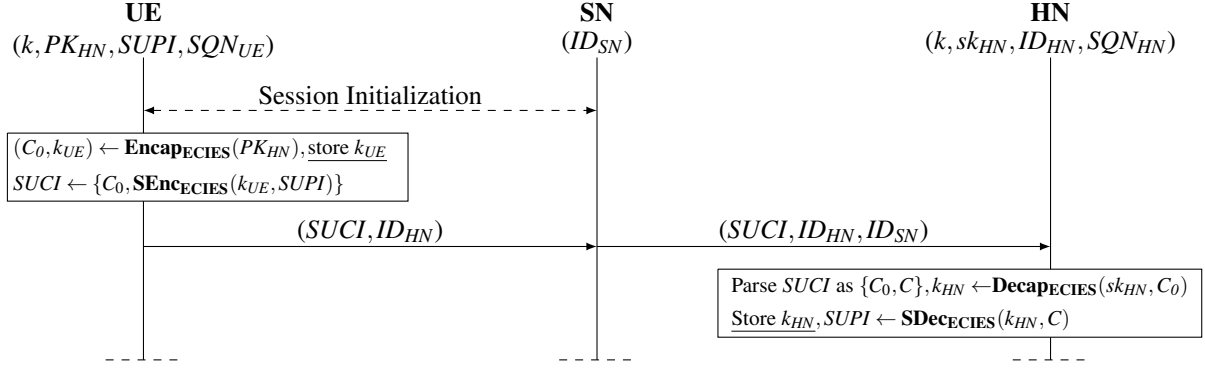 UE SN HN
(k, PK_HN, SUPI, SQN_UE) (ID_SN) (k, sk_HN, ID_HN, SQN_HN)
Session Initialization
(C_0, k_UE) ← Encap_ECIES(PK_HN), store k_UE
SUCI ← {C_0, SEnc_ECIES(k_UE, SUPI)}
(SUCI, ID_HN) (SUCI, ID_HN, ID_SN)
Parse SUCI as {C_0, C}, k_HN ←Decap_ECIES(sk_HN, C_0)
Store k_HN, SUPI ← SDec_ECIES(k_HN, C)